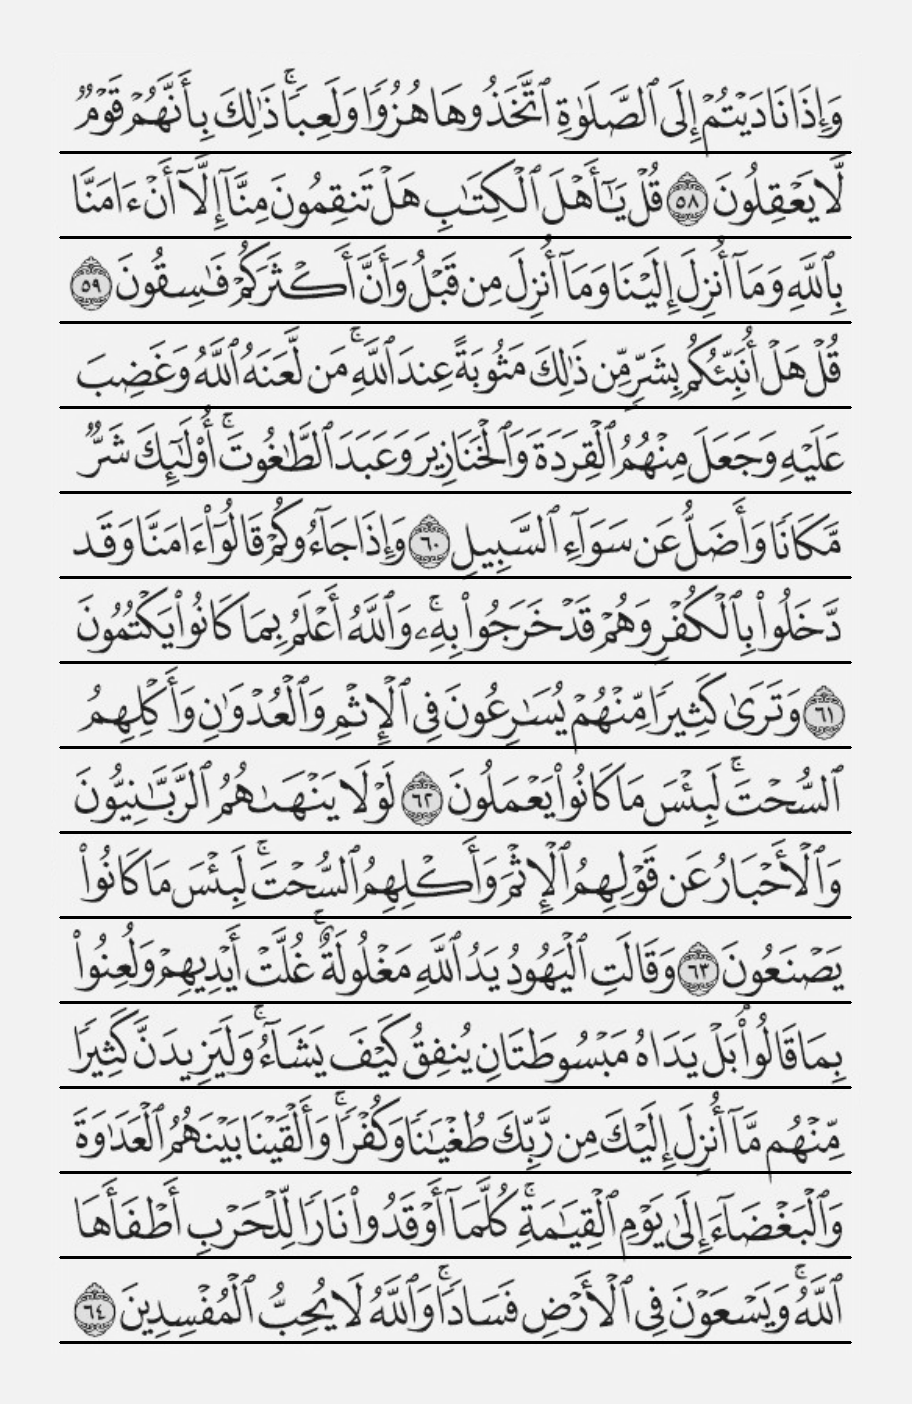 وَإِذَا نَادَيْتُمْ إِلَى ٱلصَّلَوٰةِ ٱتَّخَذُوهَا هُزُوًا وَلَعِبًا ۚ ذَٰلِكَ بِأَنَّهُمْ قَوْمٌ
لَّا يَعْقِلُونَ ٥٨ قُلْ يَٰٓأَهْلَ ٱلْكِتَٰبِ هَلْ تَنقِمُونَ مِنَّآ إِلَّآ أَنْ ءَامَنَّا
بِٱللَّهِ وَمَآ أُنزِلَ إِلَيْنَا وَمَآ أُنزِلَ مِن قَبْلُ وَأَنَّ أَكْثَرَكُمْ فَٰسِقُونَ ٥٩
قُلْ هَلْ أُنَبِّئُكُم بِشَرٍّ مِّن ذَٰلِكَ مَثُوبَةً عِندَ ٱللَّهِ ۚ مَن لَّعَنَهُ ٱللَّهُ وَغَضِبَ
عَلَيْهِ وَجَعَلَ مِنْهُمُ ٱلْقِرَدَةَ وَٱلْخَنَازِيرَ وَعَبَدَ ٱلطَّٰغُوتَ ۚ أُو۟لَٰٓئِكَ شَرٌّ
مَّكَانًا وَأَضَلُّ عَن سَوَآءِ ٱلسَّبِيلِ ٦٠ وَإِذَا جَآءُوكُمْ قَالُوٓا۟ ءَامَنَّا وَقَد
دَّخَلُوا۟ بِٱلْكُفْرِ وَهُمْ قَدْ خَرَجُوا۟ بِهِۦ ۚ وَٱللَّهُ أَعْلَمُ بِمَا كَانُوا۟ يَكْتُمُونَ
٦١ وَتَرَىٰ كَثِيرًا مِّنْهُمْ يُسَٰرِعُونَ فِى ٱلْإِثْمِ وَٱلْعُدْوَٰنِ وَأَكْلِهِمُ
ٱلسُّحْتَ ۚ لَبِئْسَ مَا كَانُوا۟ يَعْمَلُونَ ٦٢ لَوْلَا يَنْهَىٰهُمُ ٱلرَّبَّٰنِيُّونَ
وَٱلْأَحْبَارُ عَن قَوْلِهِمُ ٱلْإِثْمَ وَأَكْلِهِمُ ٱلسُّحْتَ ۚ لَبِئْسَ مَا كَانُوا۟
يَصْنَعُونَ ٦٣ وَقَالَتِ ٱلْيَهُودُ يَدُ ٱللَّهِ مَغْلُولَةٌ ۚ غُلَّتْ أَيْدِيهِمْ وَلُعِنُوا۟
بِمَا قَالُوا۟ ۘ بَلْ يَدَاهُ مَبْسُوطَتَانِ يُنفِقُ كَيْفَ يَشَآءُ ۚ وَلَيَزِيدَنَّ كَثِيرًا
مِّنْهُم مَّآ أُنزِلَ إِلَيْكَ مِن رَّبِّكَ طُغْيَٰنًا وَكُفْرًا ۚ وَأَلْقَيْنَا بَيْنَهُمُ ٱلْعَدَٰوَةَ
وَٱلْبَغْضَآءَ إِلَىٰ يَوْمِ ٱلْقِيَٰمَةِ ۚ كُلَّمَآ أَوْقَدُوا۟ نَارًا لِّلْحَرْبِ أَطْفَأَهَا
ٱللَّهُ ۚ وَيَسْعَوْنَ فِى ٱلْأَرْضِ فَسَادًا ۚ وَٱللَّهُ لَا يُحِبُّ ٱلْمُفْسِدِينَ ٦٤